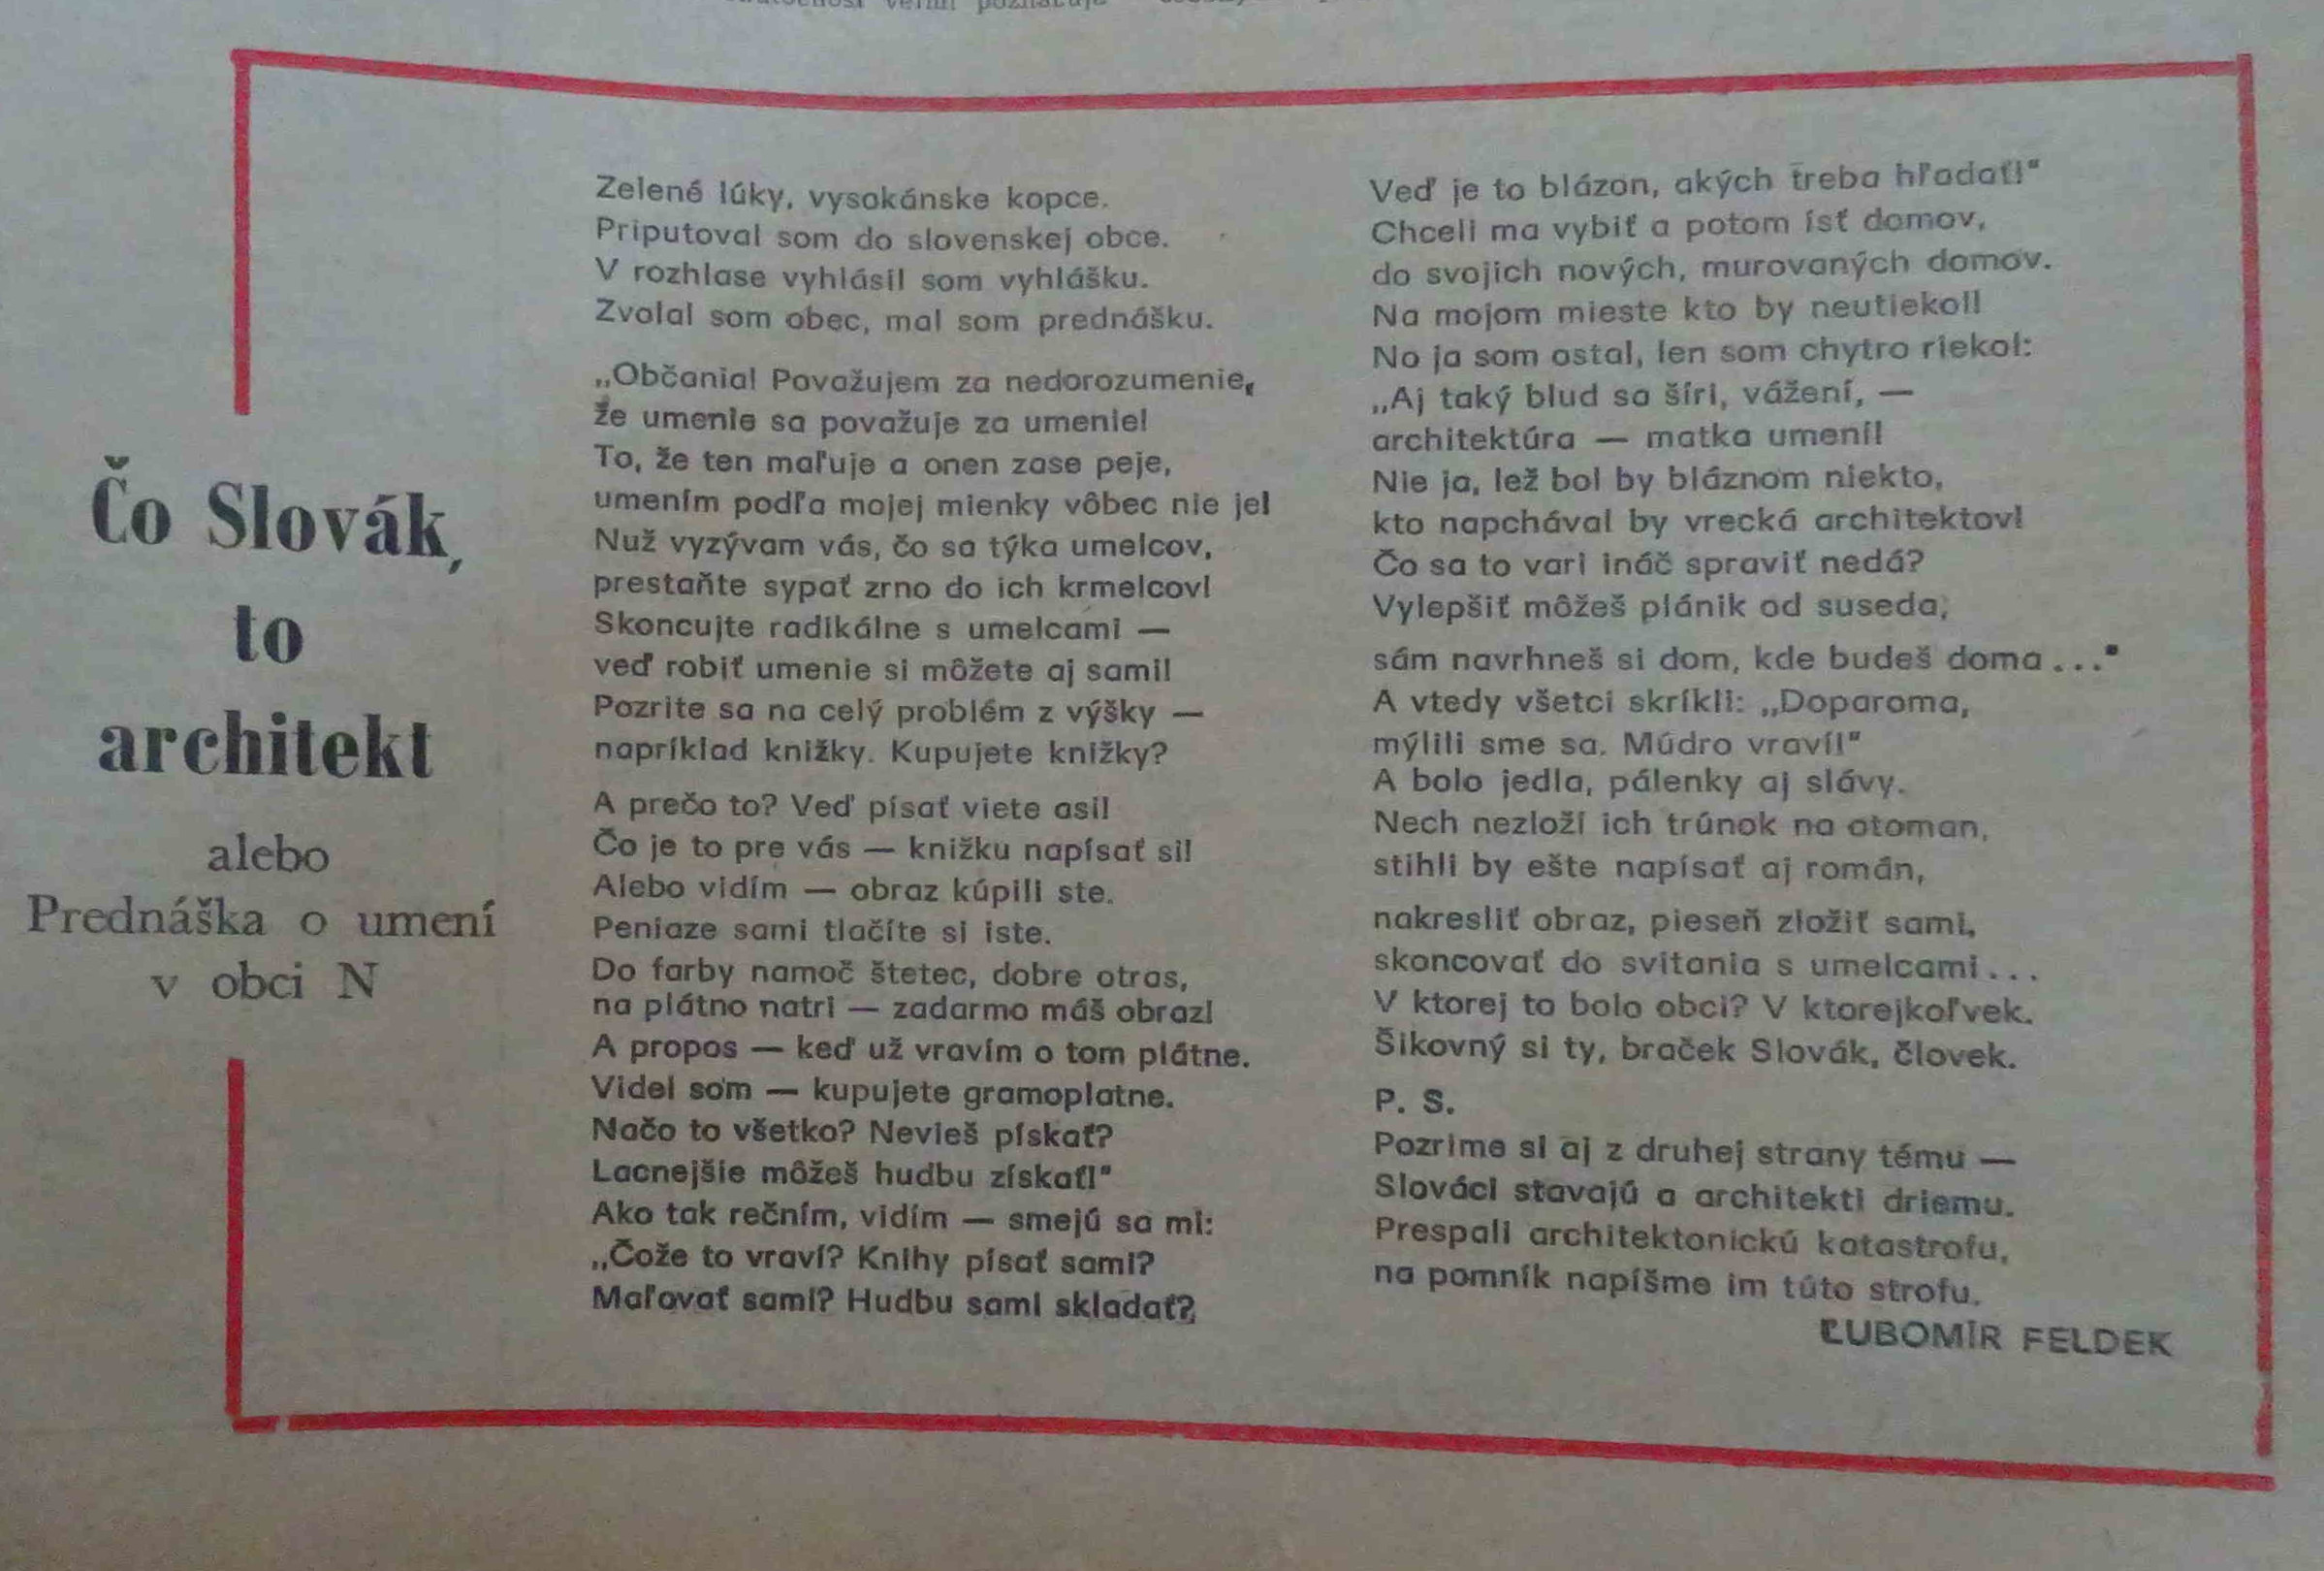 Čo Slovák,
to
architekt
alebo
Prednáška o umení
v obci N
Zelené lúky, vysokánske kopce.
Priputoval som do slovenskej obce.
V rozhlase vyhlásil som vyhlášku.
Zvolal som obec, mal som prednášku.
„Občania! Považujem za nedorozumenie,
že umenie sa považuje za umenie!
To, že ten maľuje a onen zase peje,
umením podľa mojej mienky vôbec nie je!
Nuž vyzývam vás, čo sa týka umelcov,
prestaňte sypať zrno do ich krmelcov!
Skoncujte radikálne s umelcami —
veď robiť umenie si môžete aj sami!
Pozrite sa na celý problém z výšky —
napríklad knižky. Kupujete knižky?
A prečo to? Veď písať viete asi!
Čo je to pre vás — knižku napísať si!
Alebo vidím — obraz kúpili ste.
Peniaze sami tlačíte si iste.
Do farby namoč štetec, dobre otras,
na plátno natri — zadarmo máš obraz!
A propos — keď už vravím o tom plátne.
Videl som — kupujete gramoplatne.
Načo to všetko? Nevieš pískať?
Lacnejšie môžeš hudbu získať!"
Ako tak rečním, vidím — smejú sa mi:
„Čože to vraví? Knihy písať sami?
Maľovať sami? Hudbu sami skladať?
Veď je to blázon, akých treba hľadať!"
Chceli ma vybiť a potom ísť domov,
do svojich nových, murovaných domov.
Na mojom mieste kto by neutiekol!
No ja som ostal, len som chytro riekol:
„Aj taký blud sa šíri, vážení, —
architektúra — matka umení!
Nie ja, lež bol by bláznom niekto,
kto napchával by vrecká architektov!
Čo sa to vari ináč spraviť nedá?
Vylepšiť môžeš plánik od suseda,
sám navrhneš si dom, kde budeš doma ..."
A vtedy všetci skríkli: „Doparoma,
mýlili sme sa. Múdro vraví!"
A bolo jedla, pálenky aj slávy.
Nech nezloží ich trúnok na otoman,
stihli by ešte napísať aj román,
nakresliť obraz, pieseň zložiť sami,
skoncovať do svitania s umelcami ...
V ktorej to bolo obci? V ktorejkoľvek.
Šikovný si ty, braček Slovák, človek.
P. S.
Pozrime si aj z druhej strany tému —
Slováci stavajú a architekti driemu.
Prespali architektonickú katastrofu,
na pomník napíšme im túto strofu.
ĽUBOMÍR FELDEK